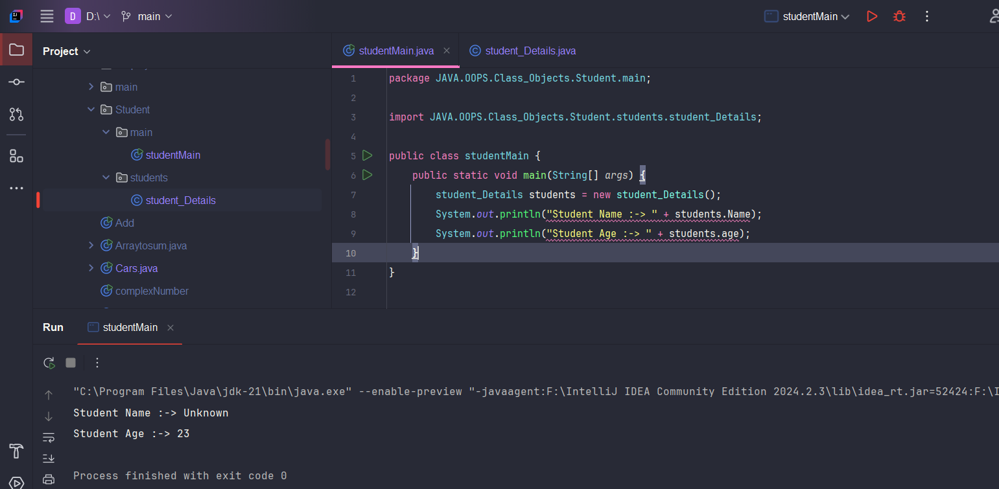 D D:\ main studentMain
Project
studentMain.java student_Details.java
main
Student
main
studentMain
students
student_Details
Add
Arraytosum.java
Cars.java
complexNumber
1 package JAVA.OOPS.Class_Objects.Student.main;
2
3 import JAVA.OOPS.Class_Objects.Student.students.student_Details;
4
5 public class studentMain {
6 public static void main(String[] args) {
7 student_Details students = new student_Details();
8 System.out.println("Student Name :-> " + students.Name);
9 System.out.println("Student Age :-> " + students.age);
10 }
11 }
12
Run studentMain
"C:\Program Files\Java\jdk-21\bin\java.exe" --enable-preview "-javaagent:F:\IntelliJ IDEA Community Edition 2024.2.3\lib\idea_rt.jar=52424:F:\I
Student Name :-> Unknown
Student Age :-> 23
Process finished with exit code 0